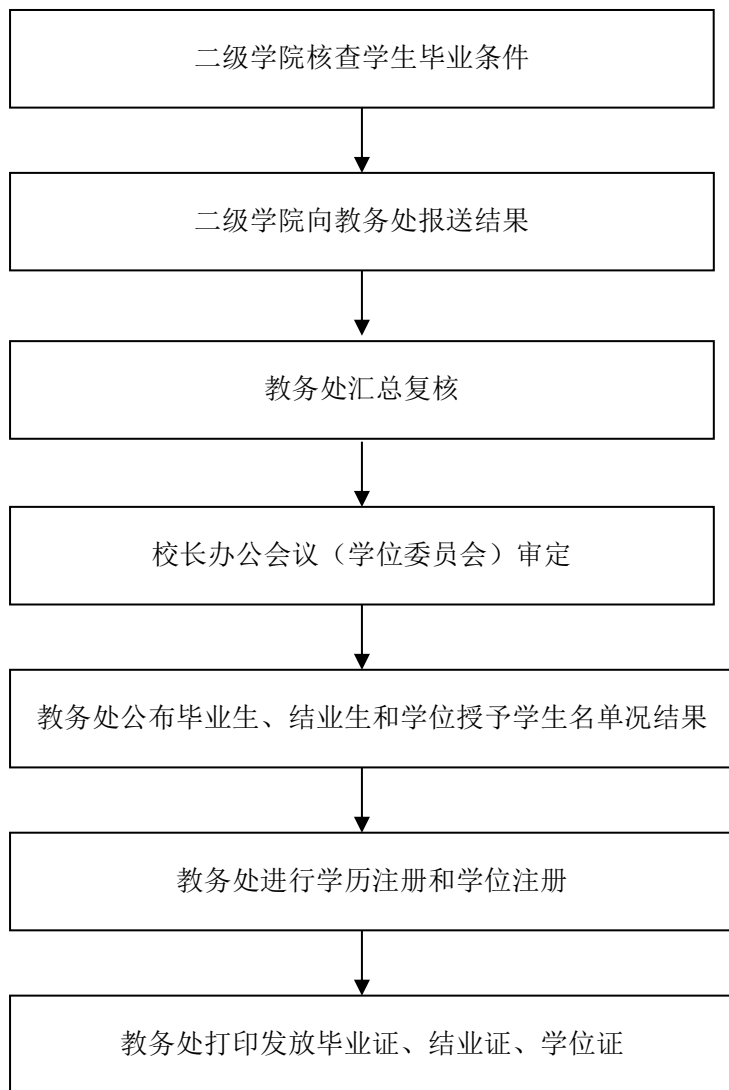 二级学院核查学生毕业条件
二级学院向教务处报送结果
教务处汇总复核
校长办公会议（学位委员会）审定
教务处公布毕业生、结业生和学位授予学生名单况结果
教务处进行学历注册和学位注册
教务处打印发放毕业证、结业证、学位证